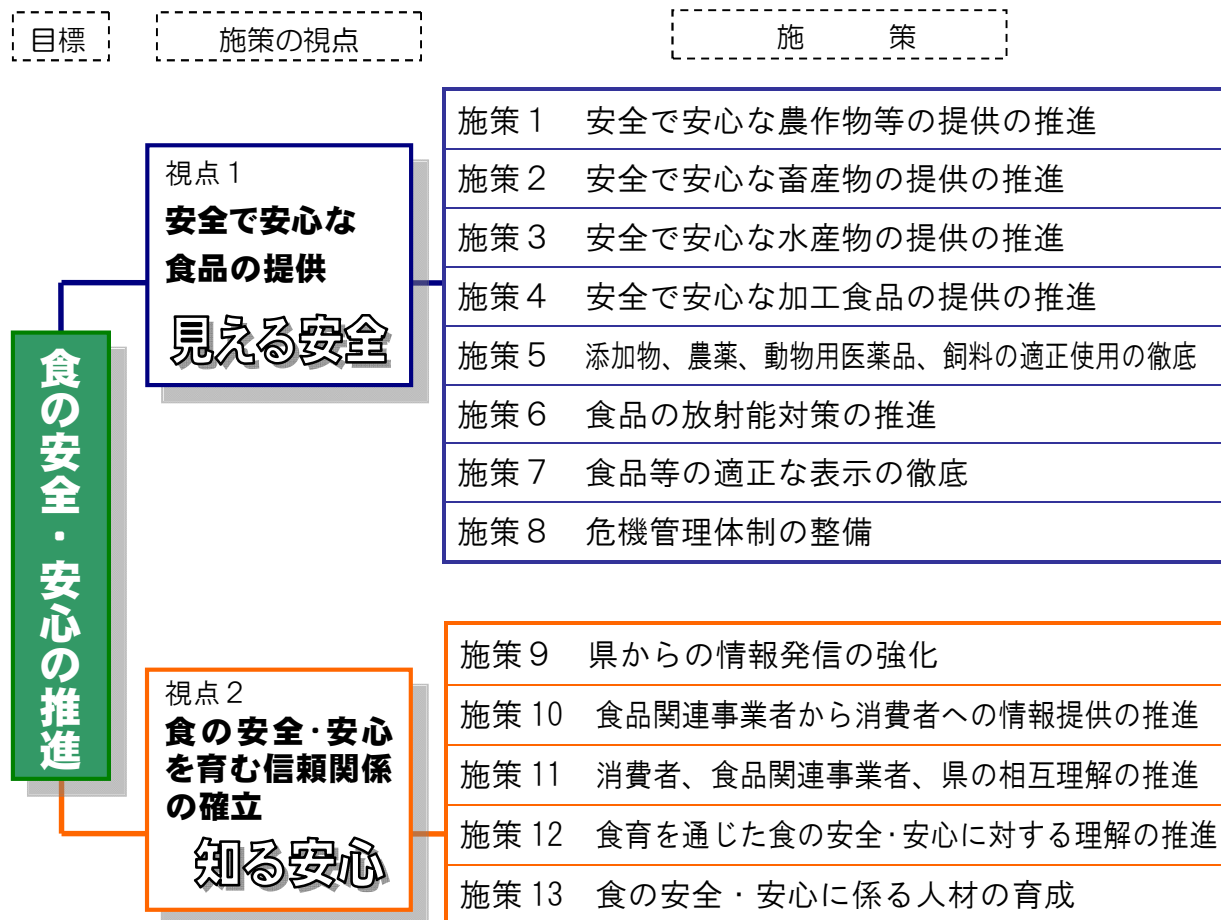 目標
施策の視点
施　　策
食の安全・安心の推進
視点１
安全で安心な
食品の提供
見える安全
施策１　安全で安心な農作物等の提供の推進
施策２　安全で安心な畜産物の提供の推進
施策３　安全で安心な水産物の提供の推進
施策４　安全で安心な加工食品の提供の推進
施策５　添加物、農薬、動物用医薬品、飼料の適正使用の徹底
施策６　食品の放射能対策の推進
施策７　食品等の適正な表示の徹底
施策８　危機管理体制の整備
視点２
食の安全・安心
を育む信頼関係
の確立
知る安心
施策９　県からの情報発信の強化
施策 10　食品関連事業者から消費者への情報提供の推進
施策 11　消費者、食品関連事業者、県の相互理解の推進
施策 12　食育を通じた食の安全・安心に対する理解の推進
施策 13　食の安全・安心に係る人材の育成